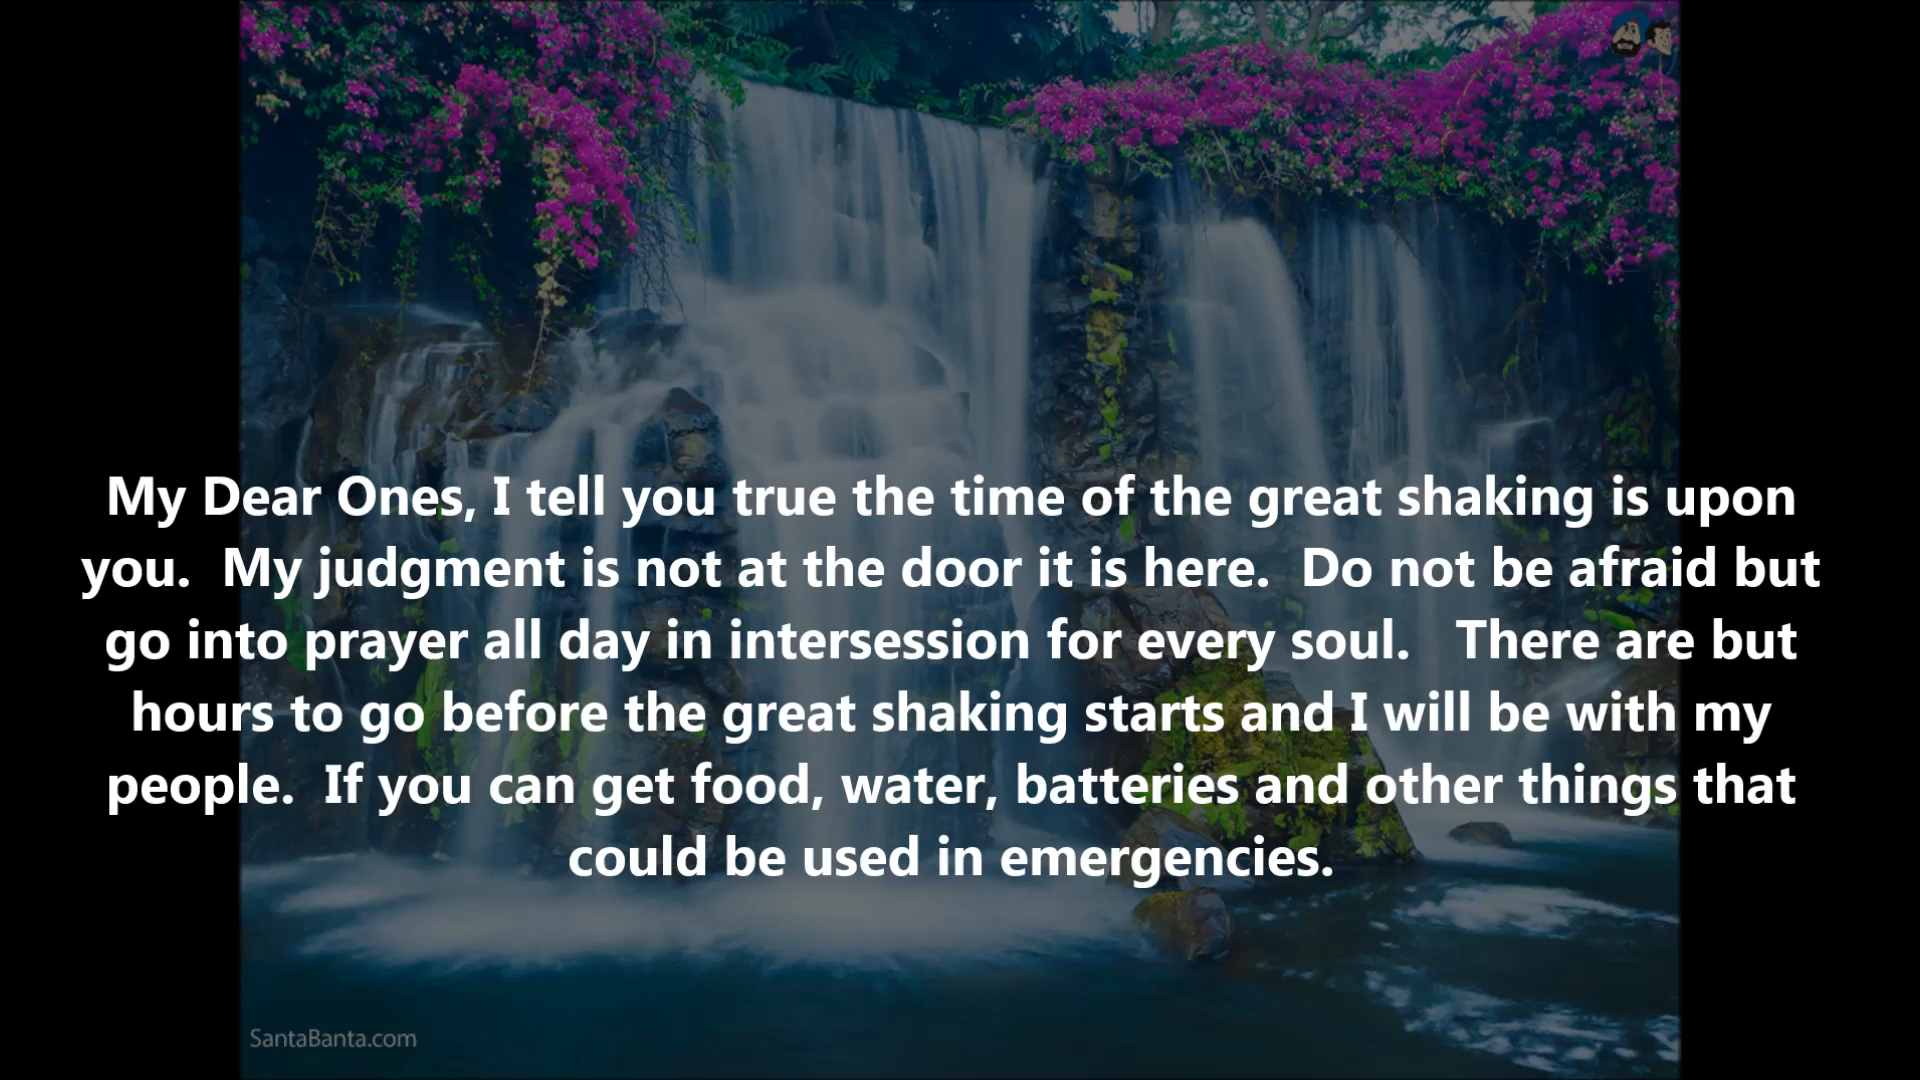 My Dear Ones, I tell you true the time of the great shaking is upon
you.  My judgment is not at the door it is here.  Do not be afraid but
go into prayer all day in intersession for every soul.   There are but
hours to go before the great shaking starts and I will be with my
people.  If you can get food, water, batteries and other things that
could be used in emergencies.
SantaBanta.com